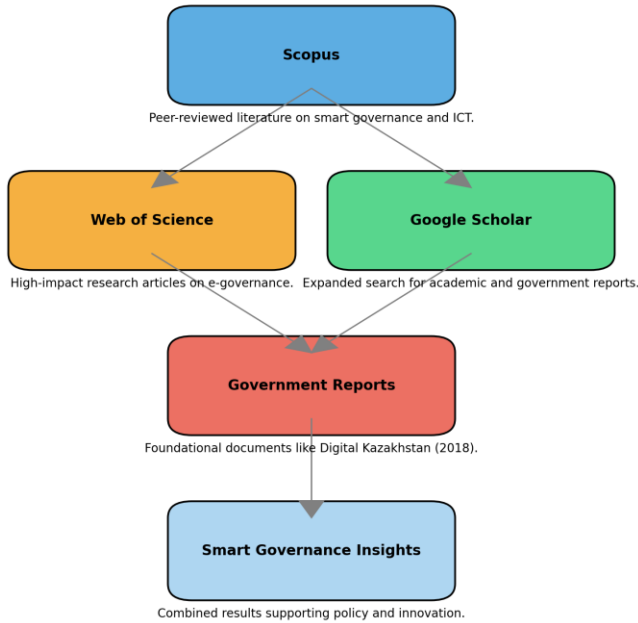 Scopus
Peer-reviewed literature on smart governance and ICT.
Web of Science
Google Scholar
High-impact research articles on e-governance.
Expanded search for academic and government reports.
Government Reports
Foundational documents like Digital Kazakhstan (2018).
Smart Governance Insights
Combined results supporting policy and innovation.